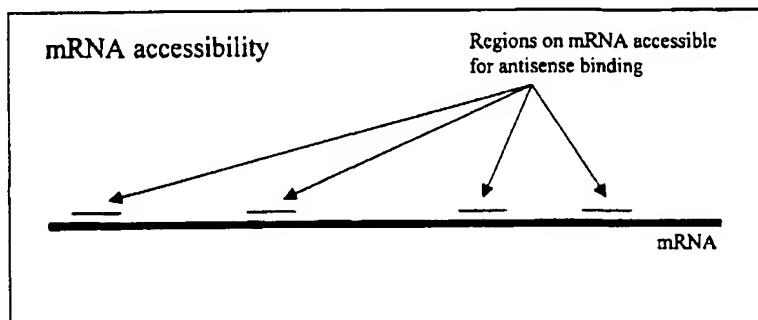 mRNA accessibility
Regions on mRNA accessible
for antisense binding
mRNA